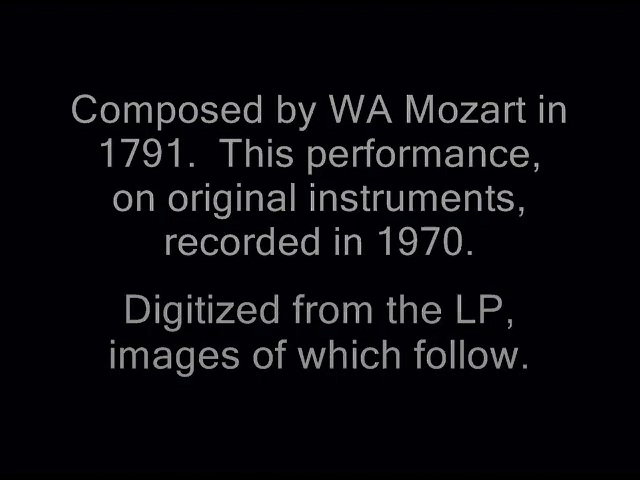 Composed by WA Mozart in
1791.  This performance,
on original instruments,
recorded in 1970.
Digitized from the LP,
images of which follow.